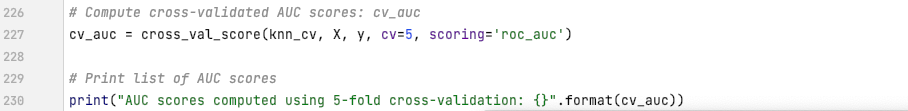 226 # Compute cross-validated AUC scores: cv_auc
227 cv_auc = cross_val_score(knn_cv, X, y, cv=5, scoring='roc_auc')
228
229 # Print list of AUC scores
230 print("AUC scores computed using 5-fold cross-validation: {}".format(cv_auc))